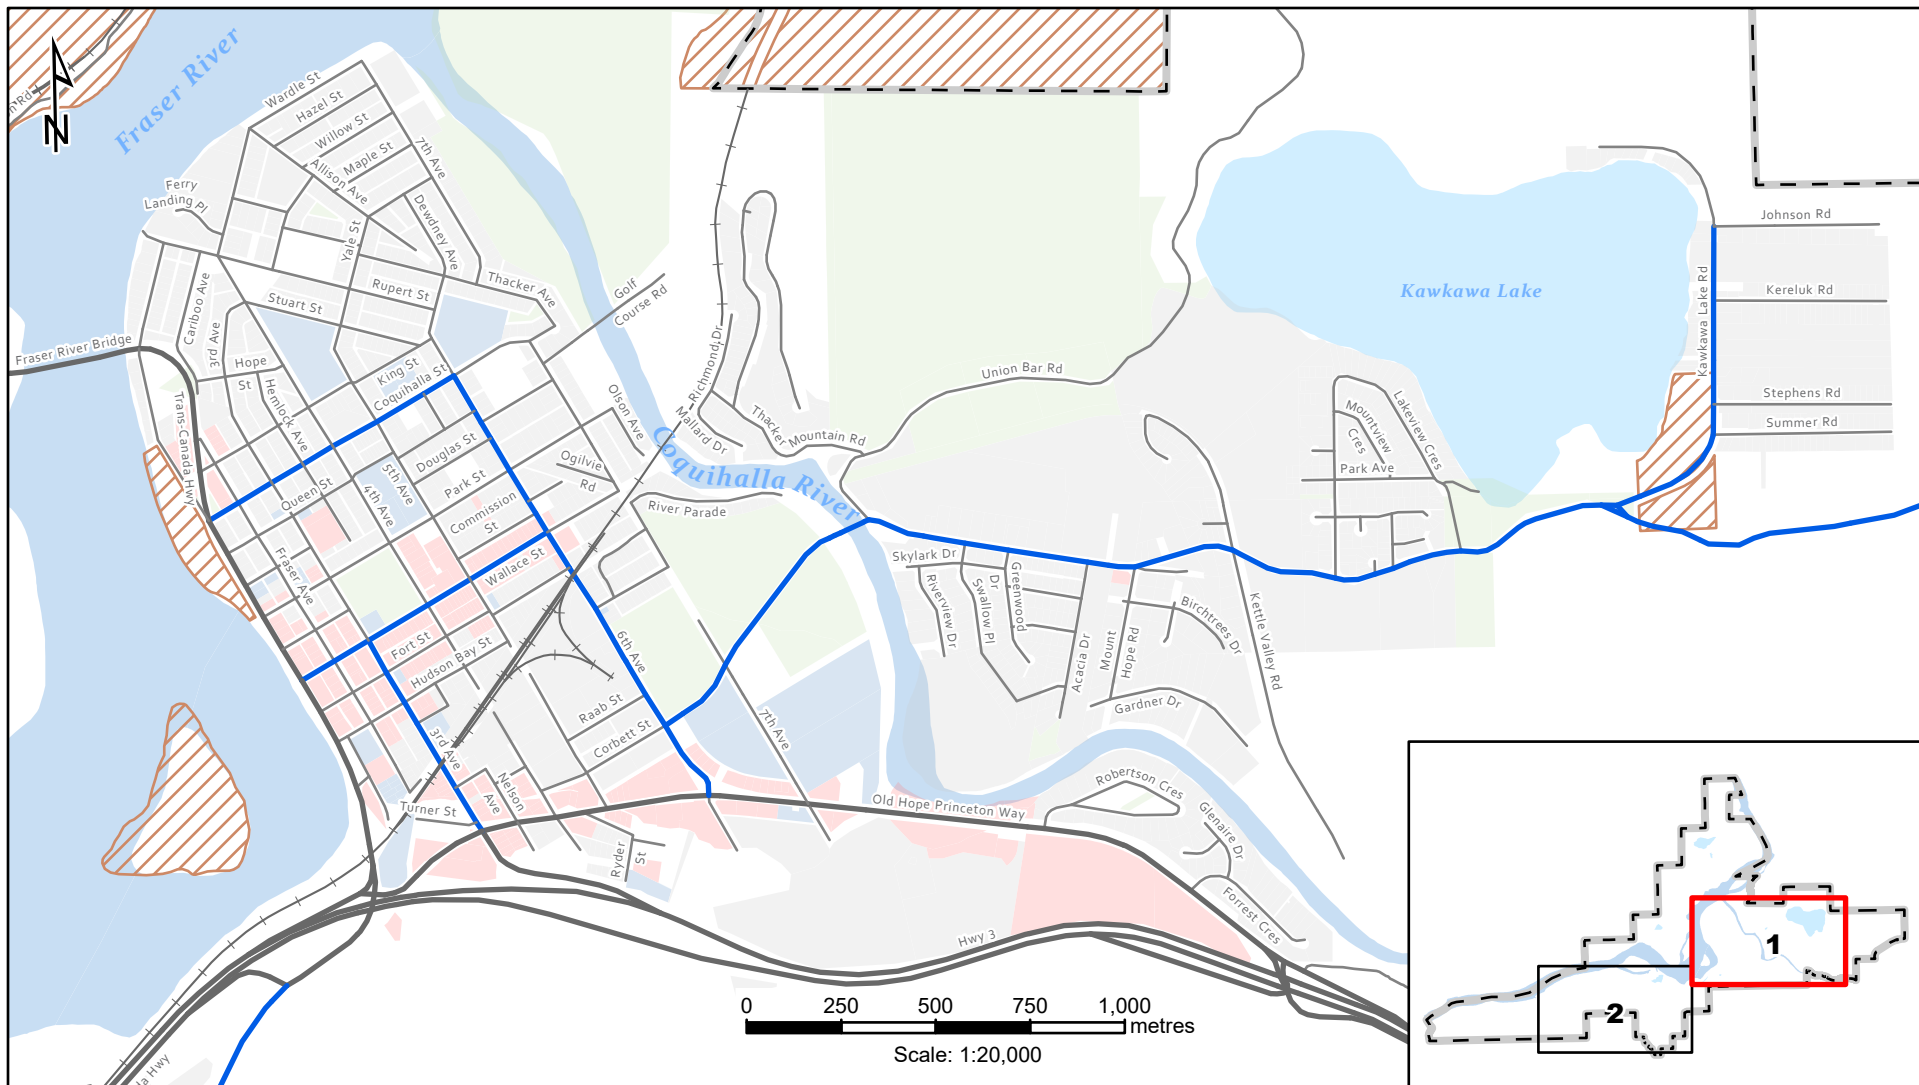 Fraser River
N
n Rd
Wardle St
Hazel St
Willow St
Maple St
Allison Ave
7th Ave
Ferry
Landing Pl
Yale St
Dewdney Ave
Thacker Ave
Golf
Course Rd
Cariboo Ave
3rd Ave
Stuart St
Rupert St
Fraser River Bridge
Hope
St
King St
Coquihalla St
Hemlock Ave
Trans-Canada Hwy
Queen St
5th Ave
4th Ave
Douglas St
Park St
Commission
St
Ogilvie
Rd
Olson Ave
Richmond Dr
Mallard Dr
Thacker
Mountain Rd
Union Bar Rd
Coquihalla River
River Parade
Kawkawa Lake
Kawkawa Lake Rd
Johnson Rd
Kereluk Rd
Stephens Rd
Summer Rd
Lakeview Cres
Mountview
Cres
Park Ave
Fraser Ave
Wallace St
Fort St
Hudson Bay St
6th Ave
Raab St
Corbett St
7th Ave
3rd Ave
Nelson
Ave
Turner St
Ryder
St
Skylark Dr
Riverview Dr
Swallow Pl
Dr
Greenwood
Acacia Dr
Mount
Hope Rd
Birchtrees Dr
Kettle Valley Rd
Gardner Dr
Robertson Cres
Glenaire Dr
Forrest Cres
Old Hope Princeton Way
Hwy 3
da Hwy
0 250 500 750 1,000
metres
Scale: 1:20,000
1
2